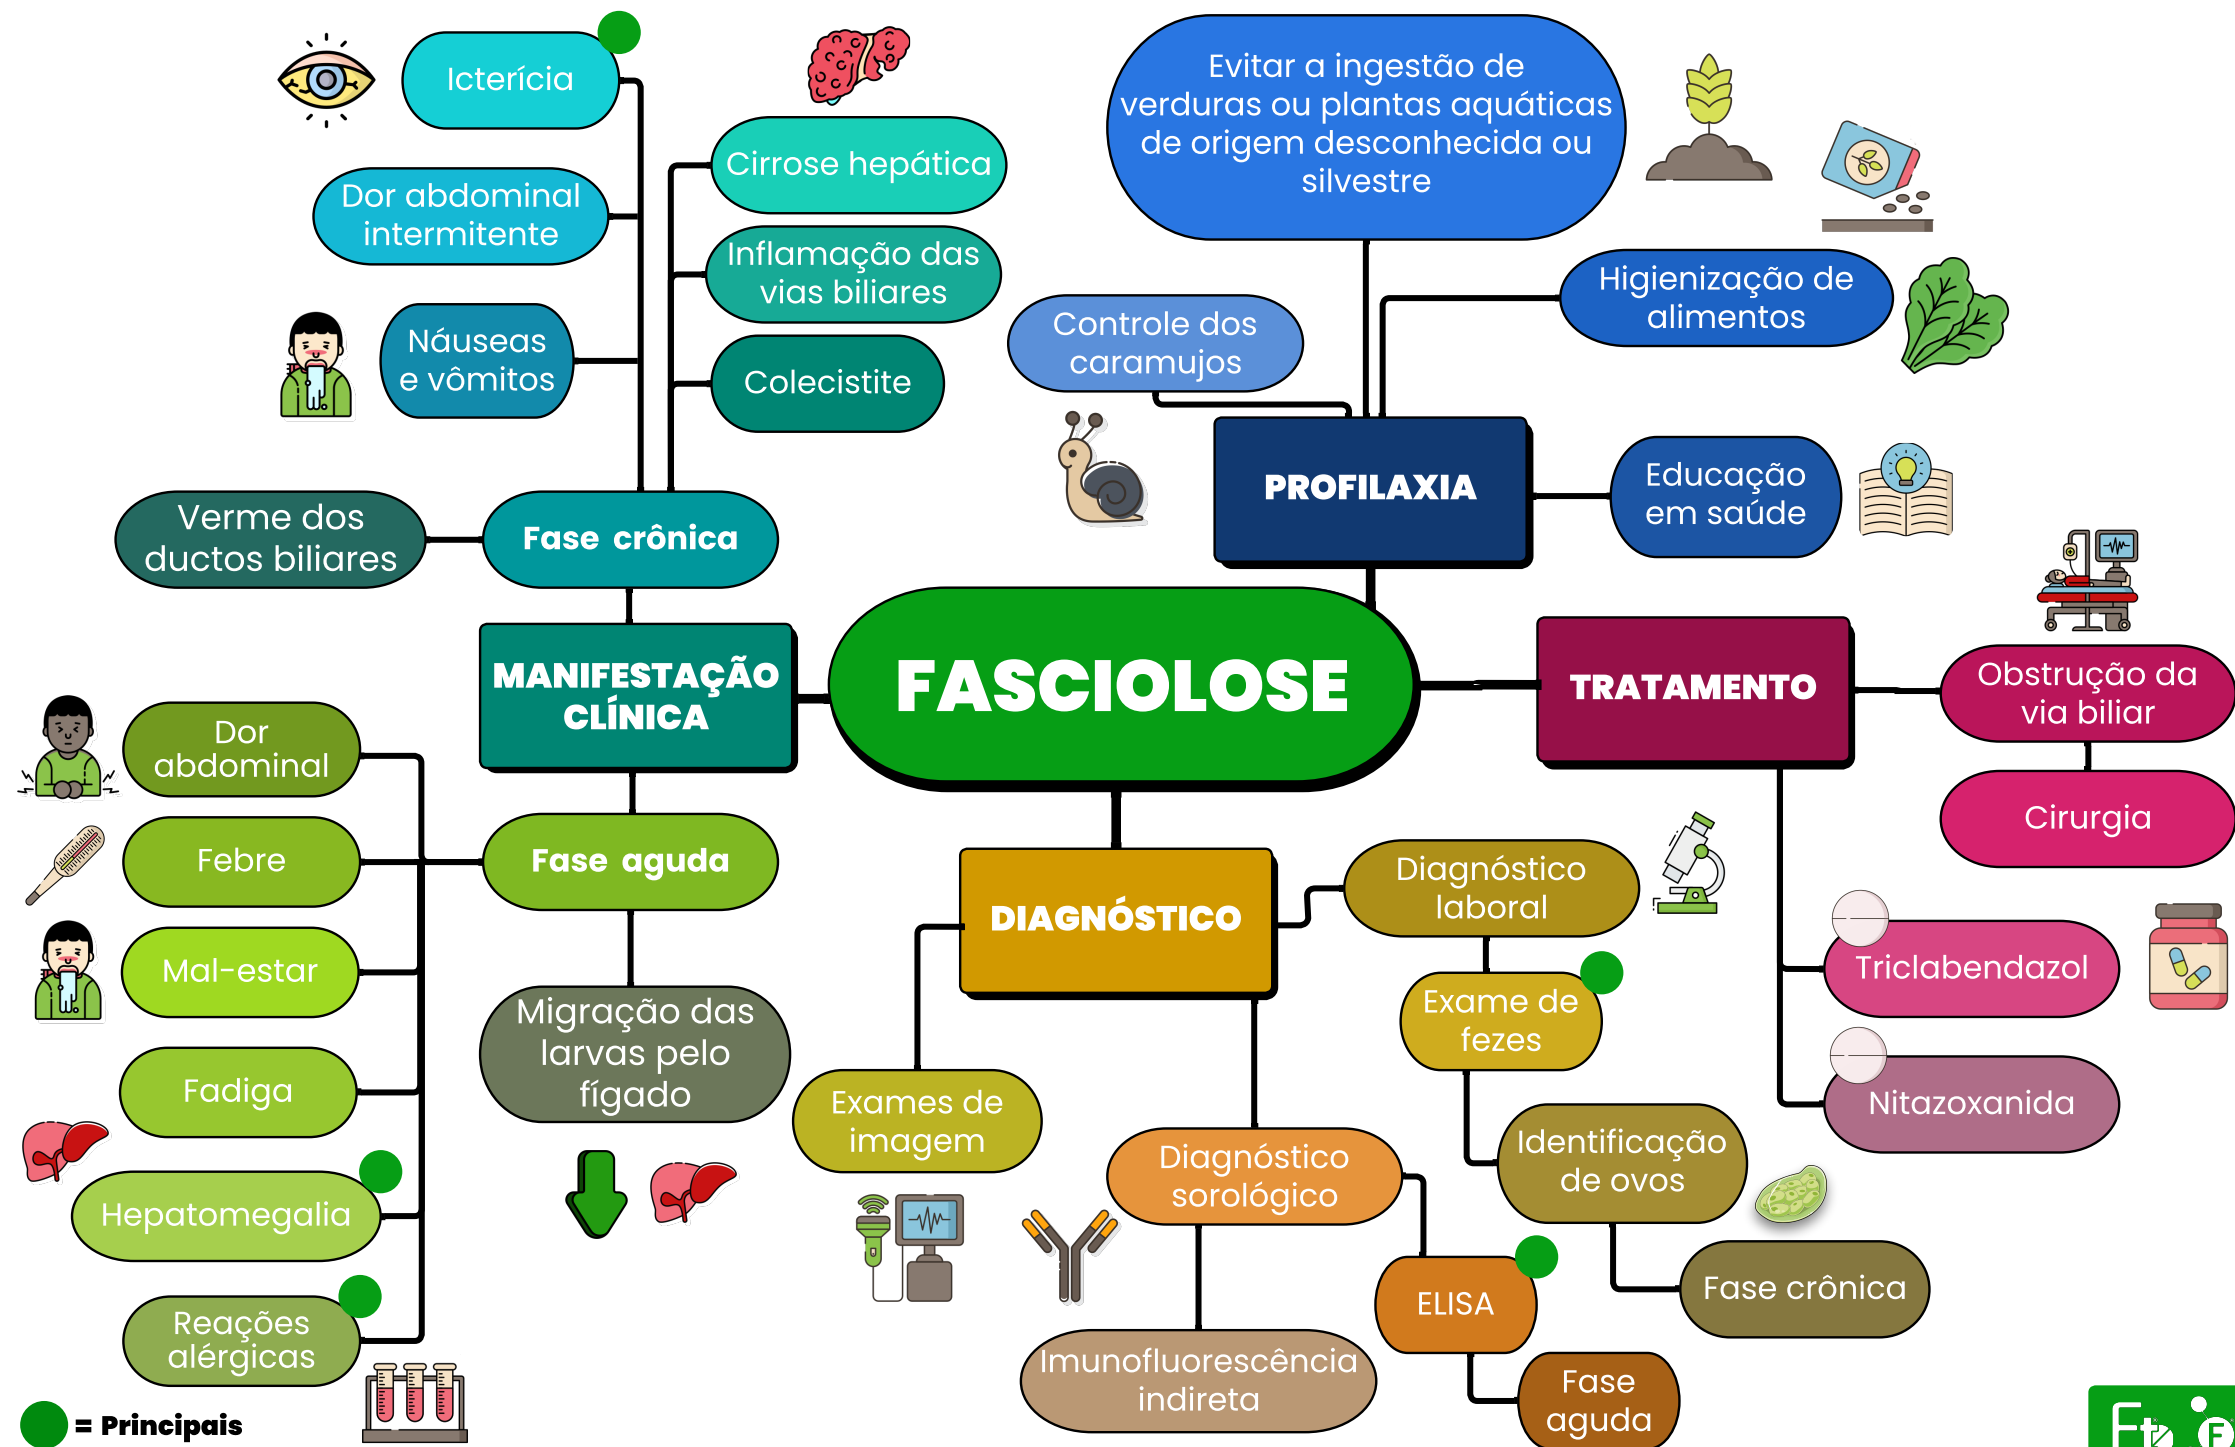 FASCIOLOSE
MANIFESTAÇÃO
CLÍNICA
Fase crônica
Verme dos
ductos biliares
Icterícia
Dor abdominal
intermitente
Náuseas
e vômitos
Cirrose hepática
Inflamação das
vias biliares
Colecistite
Fase aguda
Dor
abdominal
Febre
Mal-estar
Fadiga
Hepatomegalia
Reações
alérgicas
Migração das
larvas pelo
fígado
= Principais
PROFILAXIA
Controle dos
caramujos
Evitar a ingestão de
verduras ou plantas aquáticas
de origem desconhecida ou
silvestre
Higienização de
alimentos
Educação
em saúde
TRATAMENTO
Obstrução da
via biliar
Cirurgia
Triclabendazol
Nitazoxanida
DIAGNÓSTICO
Exames de
imagem
Diagnóstico
sorológico
Imunofluorescência
indireta
ELISA
Fase
aguda
Diagnóstico
laboral
Exame de
fezes
Identificação
de ovos
Fase crônica